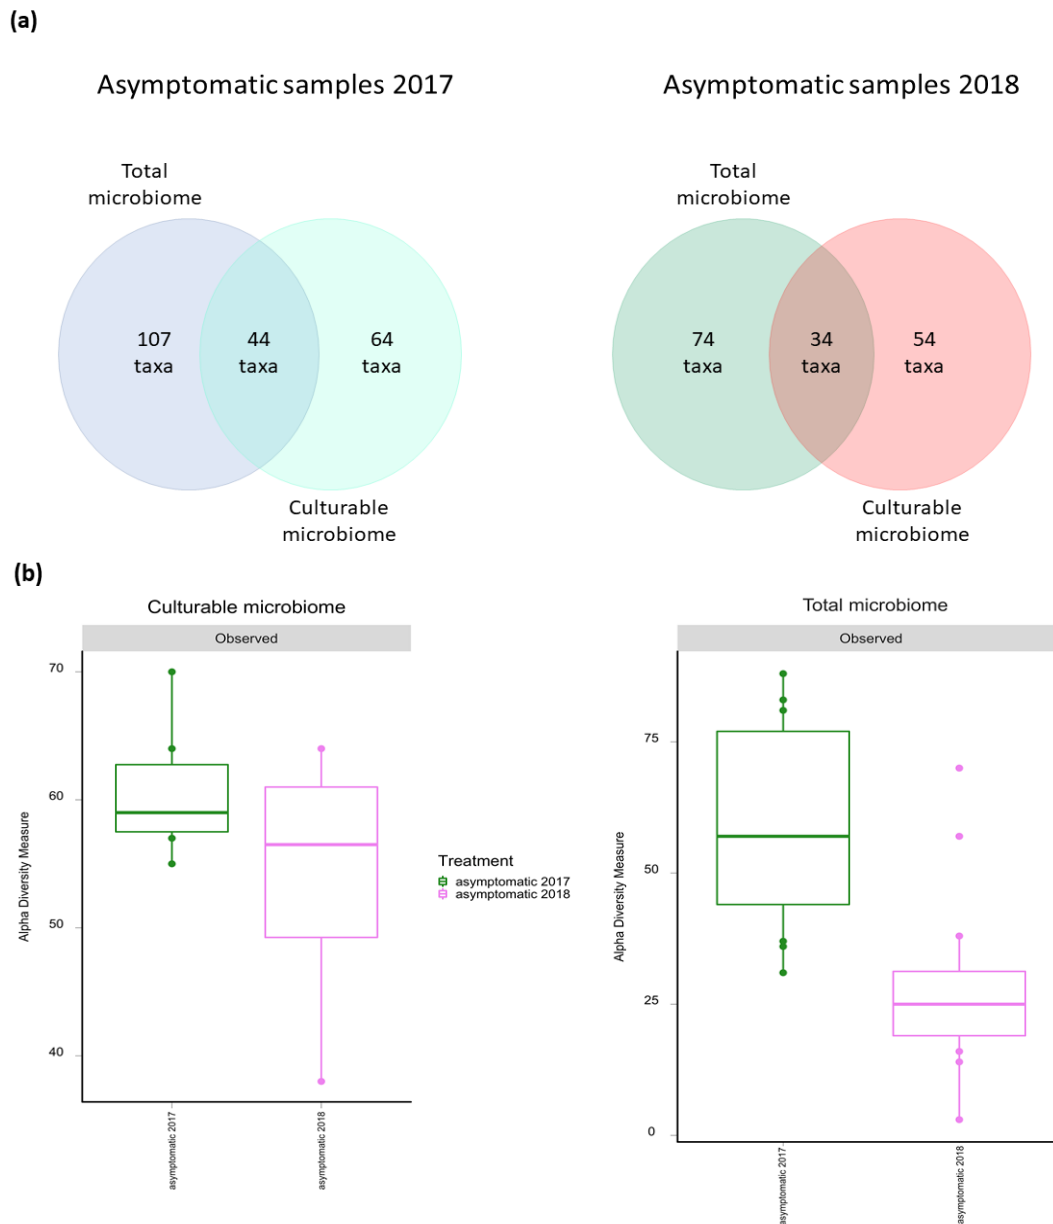 (a)
Asymptomatic samples 2017
Asymptomatic samples 2018
Total
microbiome
Total
microbiome
107
taxa
44
taxa
64
taxa
74
taxa
34
taxa
54
taxa
Culturable
microbiome
Culturable
microbiome
(b)
Culturable microbiome
Observed
70
60
50
40
Alpha Diversity Measure
asymptomatic 2017
asymptomatic 2018
Treatment
asymptomatic 2017
asymptomatic 2018
Total microbiome
Observed
75
50
25
0
Alpha Diversity Measure
asymptomatic 2017
asymptomatic 2018